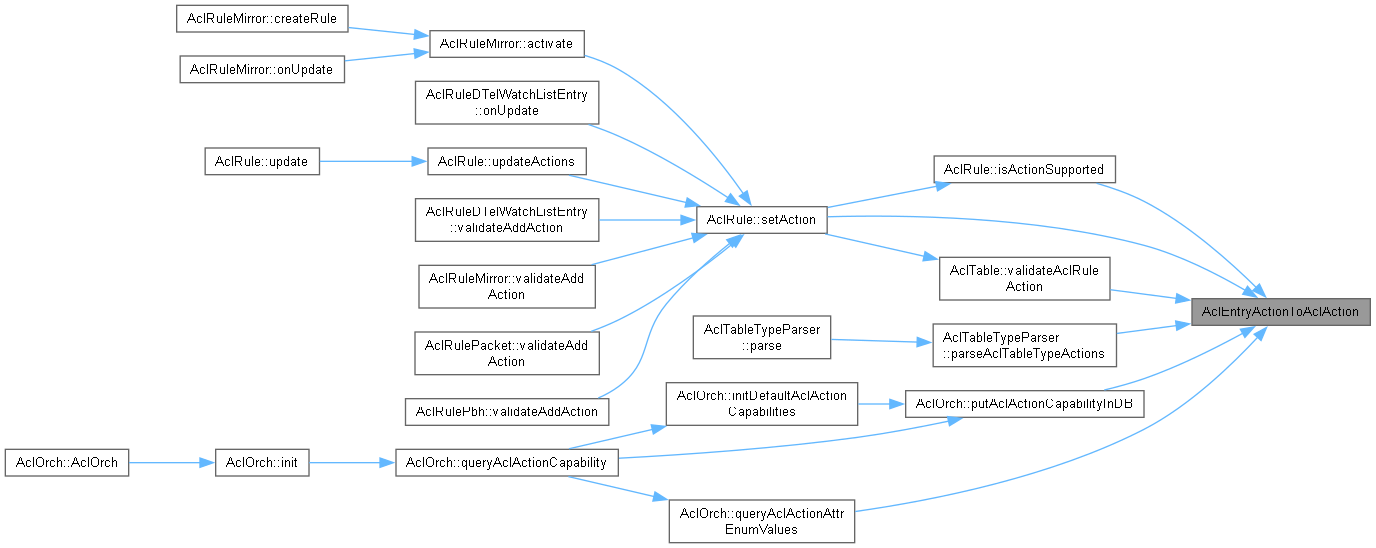 AclRuleMirror::createRule
AclRuleMirror::activate
AclRuleMirror::onUpdate
AclRuleDTelWatchListEntry
::onUpdate
AclRule::update
AclRule::updateActions
AclRule::isActionSupported
AclRuleDTelWatchListEntry
::validateAddAction
AclRule::setAction
AclRuleMirror::validateAdd
Action
AclTable::validateAclRule
Action
AclEntryActionToAclAction
AclTableTypeParser
::parse
AclTableTypeParser
::parseAclTableTypeActions
AclRulePacket::validateAdd
Action
AclRulePbh::validateAddAction
AclOrch::initDefaultAclAction
Capabilities
AclOrch::putAclActionCapabilityInDB
AclOrch::AclOrch
AclOrch::init
AclOrch::queryAclActionCapability
AclOrch::queryAclActionAttr
EnumValues